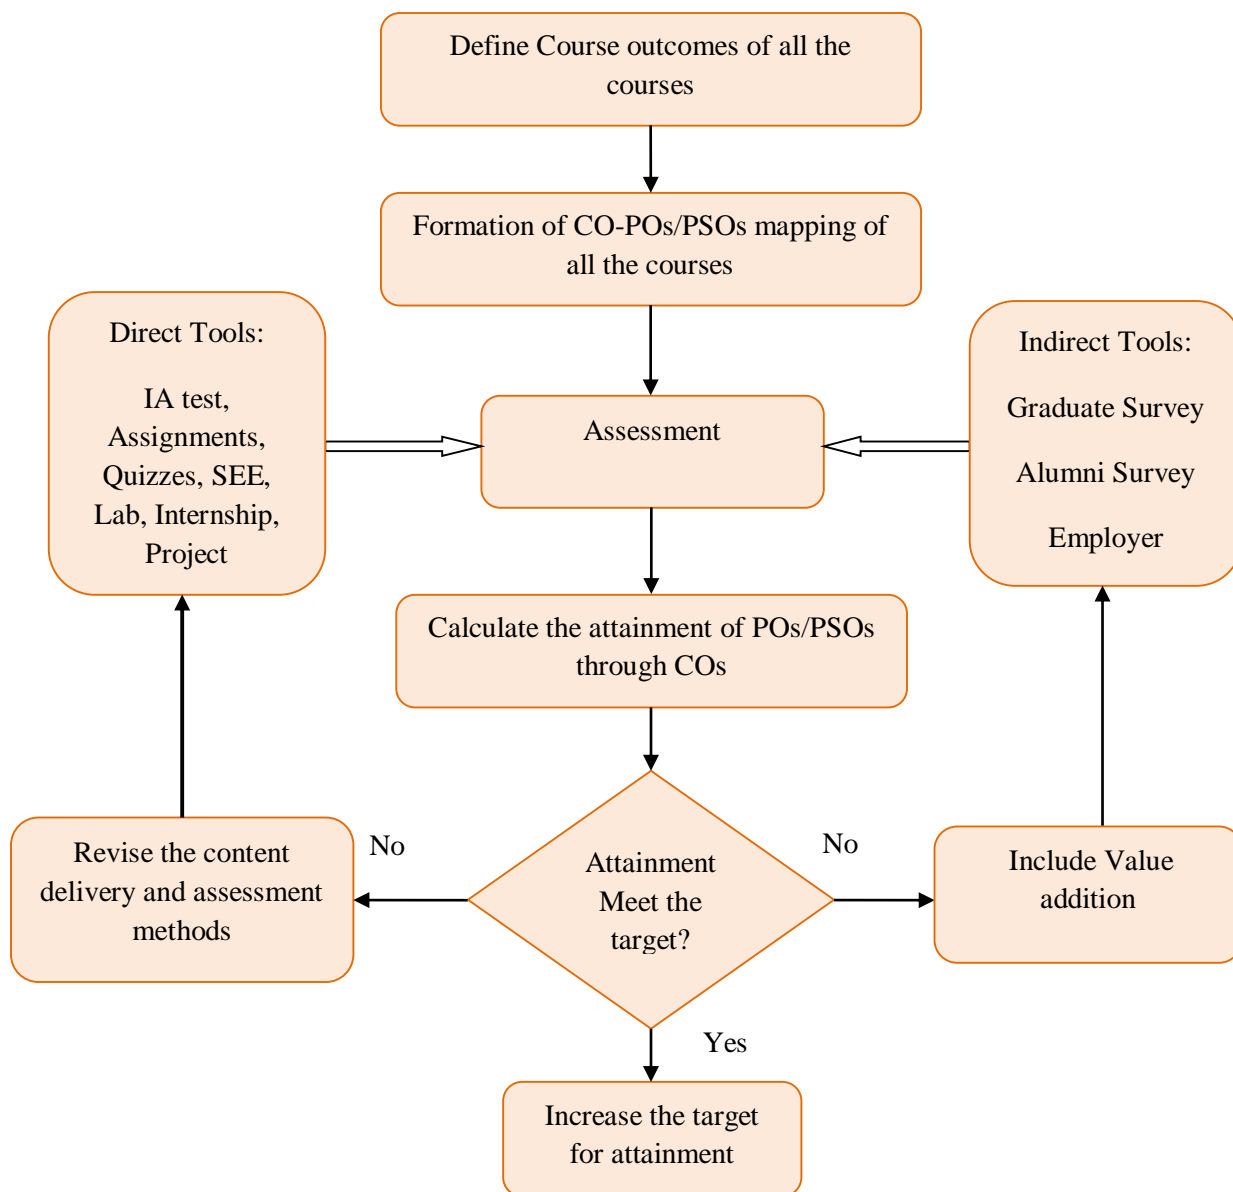 Define Course outcomes of all the
courses
Formation of CO-POs/PSOs mapping of
all the courses
Direct Tools:
IA test,
Assignments,
Quizzes, SEE,
Lab, Internship,
Project
Assessment
Indirect Tools:
Graduate Survey
Alumni Survey
Employer
Calculate the attainment of POs/PSOs
through COs
Revise the content
delivery and assessment
methods
No
Attainment
Meet the
target?
No
Include Value
addition
Yes
Increase the target
for attainment